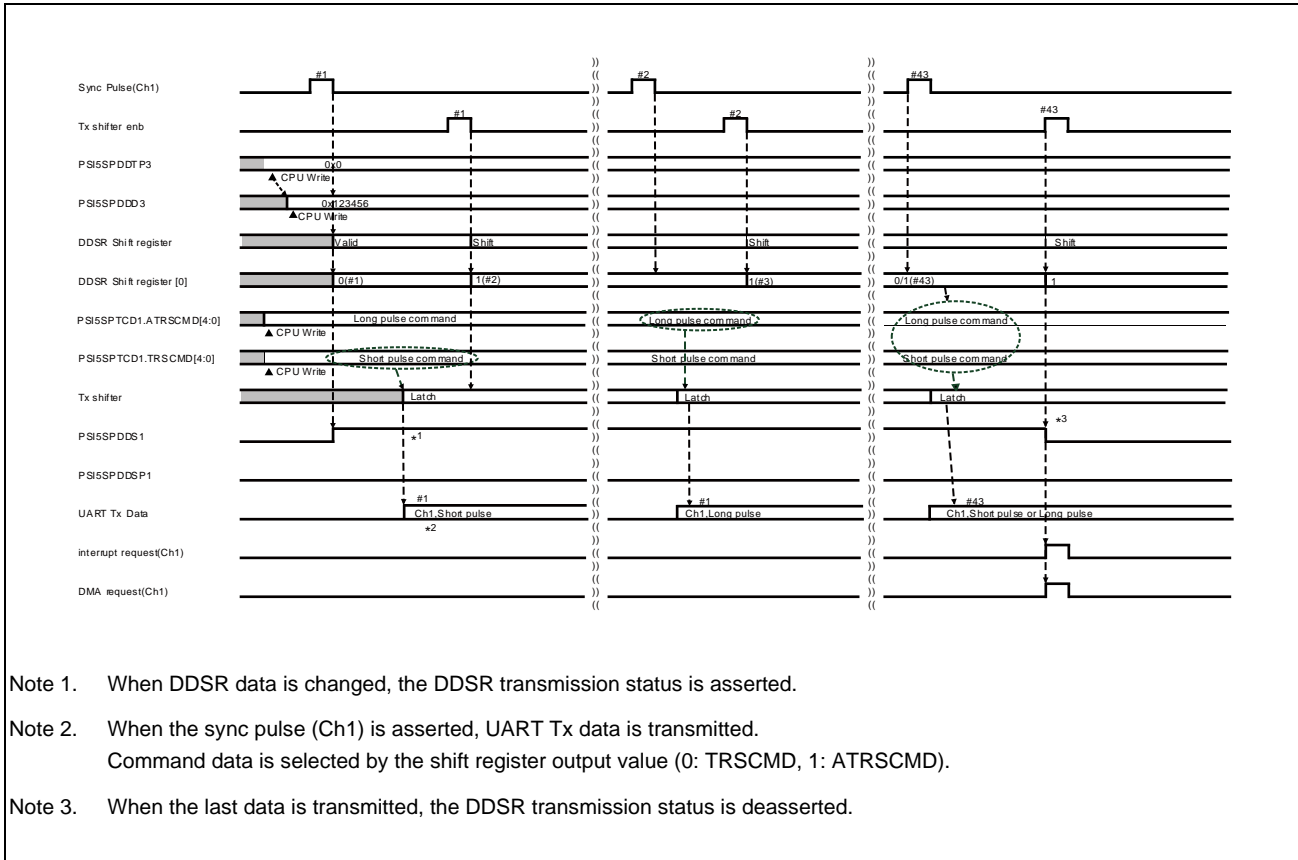 Sync Pulse(Ch1) #1 #2 #43
Tx shifter enb #1 #2 #43
PSI5SPDDTP3 0x0
▲ CPU Write
PSI5SPDDD3 0x123456
▲CPU Write
DDSR Shift register Valid Shift Shift Shift
DDSR Shift register [0] 0(#1) 1(#2) 1(#3) 0/1(#43) 1
PSI5SPTCD1.ATRSCMD[4:0] Long pulse command Long pulse command Long pulse command
▲ CPU Write
PSI5SPTCD1.TRSCMD[4:0] Short pulse command Short pulse command Short pulse command
▲ CPU Write
Tx shifter Latch Latch Latch
PSI5SPDDS1 *1 *3
PSI5SPDDSP1
UART Tx Data #1 Ch1,Short pulse #1 Ch1,Long pulse #43 Ch1,Short pulse or Long pulse
*2
interrupt request(Ch1)
DMA request(Ch1)
Note 1. When DDSR data is changed, the DDSR transmission status is asserted.
Note 2. When the sync pulse (Ch1) is asserted, UART Tx data is transmitted.
Command data is selected by the shift register output value (0: TRSCMD, 1: ATRSCMD).
Note 3. When the last data is transmitted, the DDSR transmission status is deasserted.